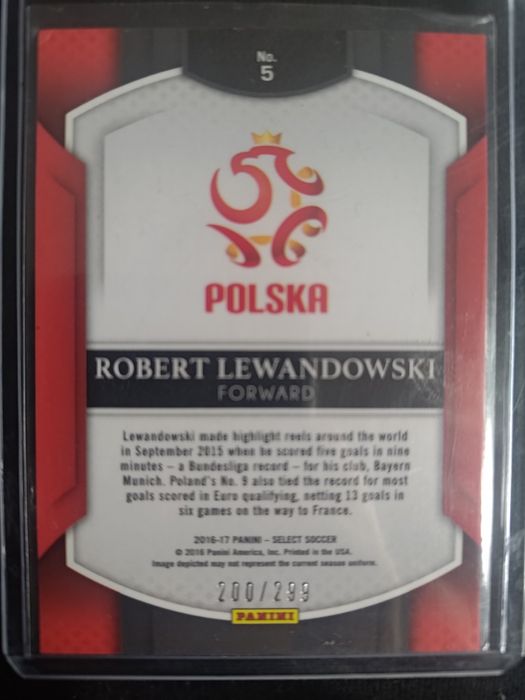 No.
5
POLSKA
ROBERT LEWANDOWSKI
FORWARD
Lewandowski made highlight reels around the world
in September 2015 when he scored five goals in nine
minutes – a Bundesliga record – for his club, Bayern
Munich. Poland's No. 9 also tied the record for most
goals scored in Euro qualifying, netting 13 goals in
six games on the way to France.
2016-17 PANINI – SELECT SOCCER
© 2016 Panini America, Inc. Printed in the USA.
Image depicted may not represent the current season uniform.
200/299
PANINI